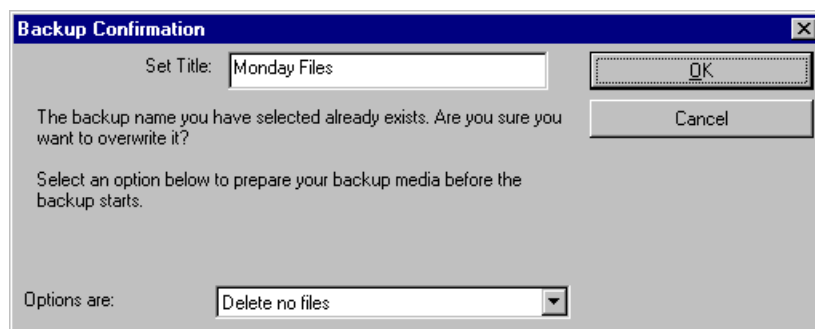 Backup Confirmation
Set Title: Monday Files
OK
The backup name you have selected already exists. Are you sure you
want to overwrite it?
Cancel
Select an option below to prepare your backup media before the
backup starts.
Options are: Delete no files